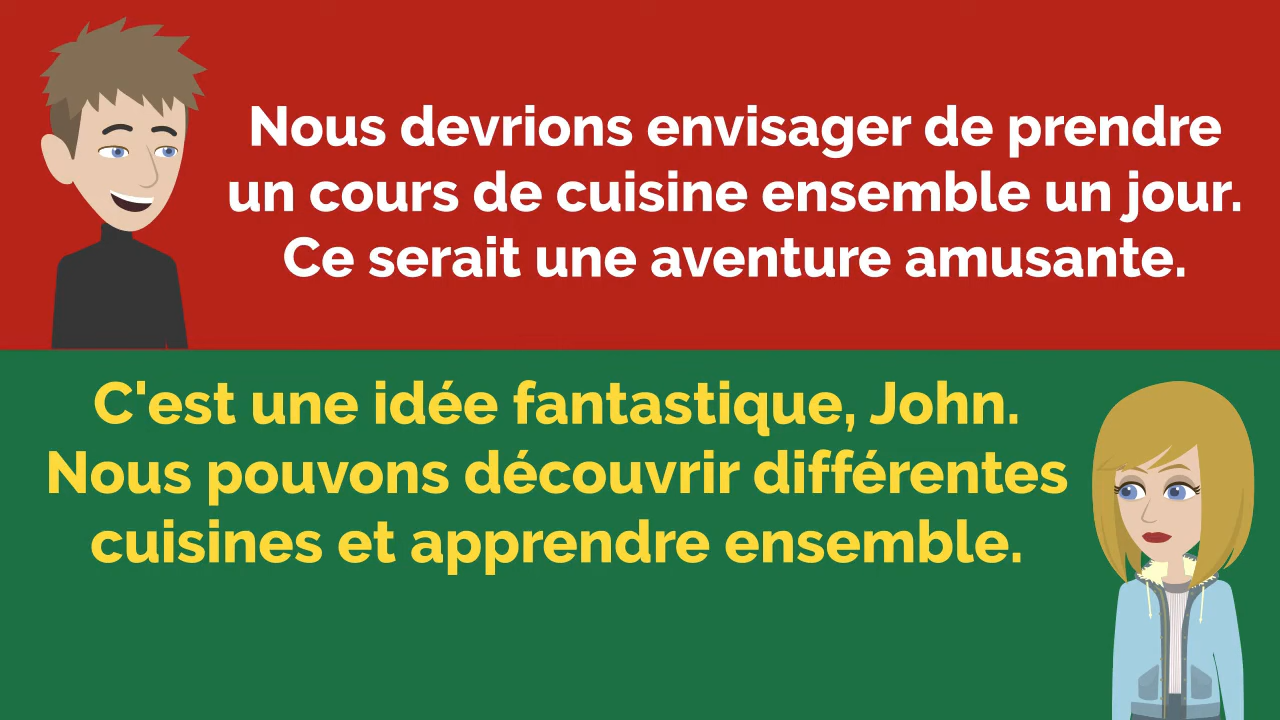 Nous devrions envisager de prendre
un cours de cuisine ensemble un jour.
Ce serait une aventure amusante.
C'est une idée fantastique, John.
Nous pouvons découvrir différentes
cuisines et apprendre ensemble.